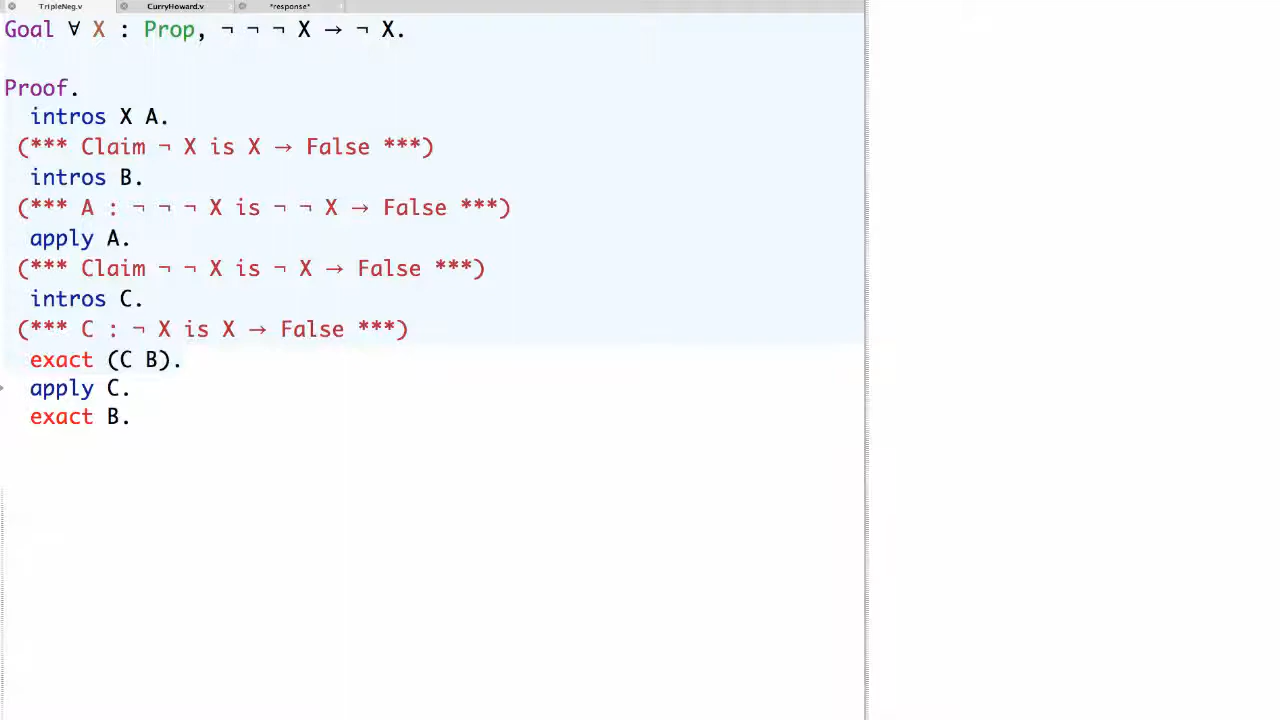 TripleNeg.v CurryHoward.v *response*
Goal ∀ X : Prop, ¬ ¬ ¬ X → ¬ X.
Proof.
intros X A.
(*** Claim ¬ X is X → False ***)
intros B.
(*** A : ¬ ¬ ¬ X is ¬ ¬ X → False ***)
apply A.
(*** Claim ¬ ¬ X is ¬ X → False ***)
intros C.
(*** C : ¬ X is X → False ***)
exact (C B).
apply C.
exact B.